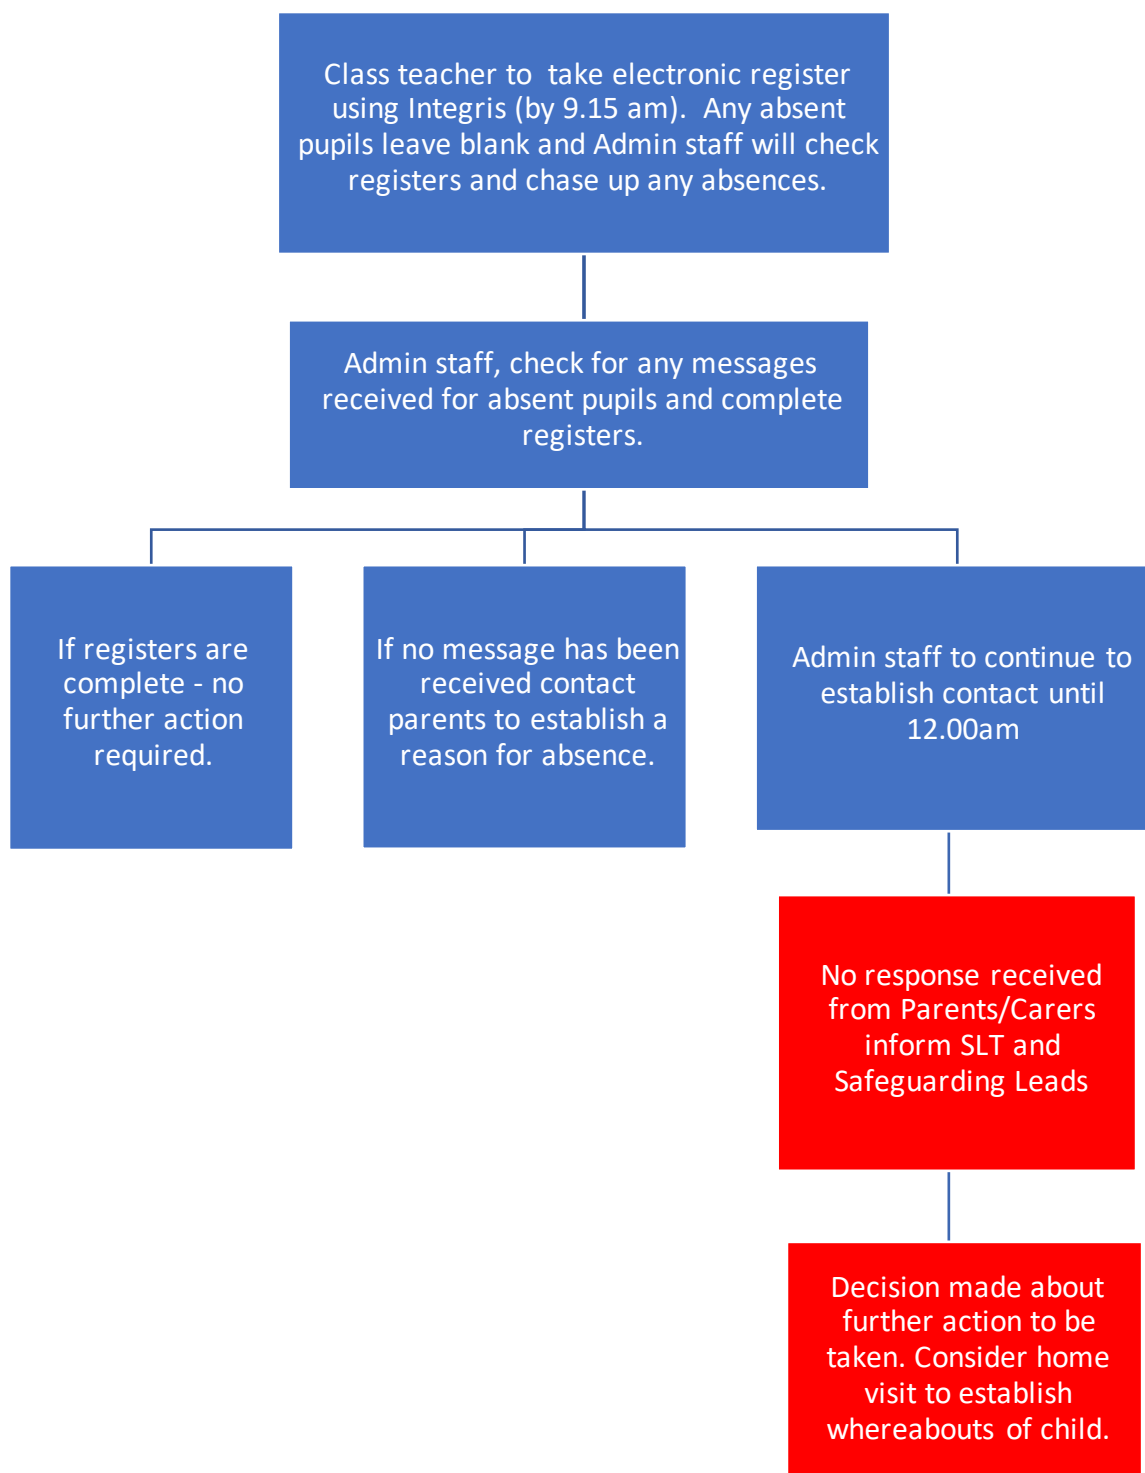 Class teacher to take electronic register
using Integris (by 9.15 am). Any absent
pupils leave blank and Admin staff will check
registers and chase up any absences.
Admin staff, check for any messages
received for absent pupils and complete
registers.
If registers are
complete - no
further action
required.
If no message has been
received contact
parents to establish a
reason for absence.
Admin staff to continue to
establish contact until
12.00am
No response received
from Parents/Carers
inform SLT and
Safeguarding Leads
Decision made about
further action to be
taken. Consider home
visit to establish
whereabouts of child.